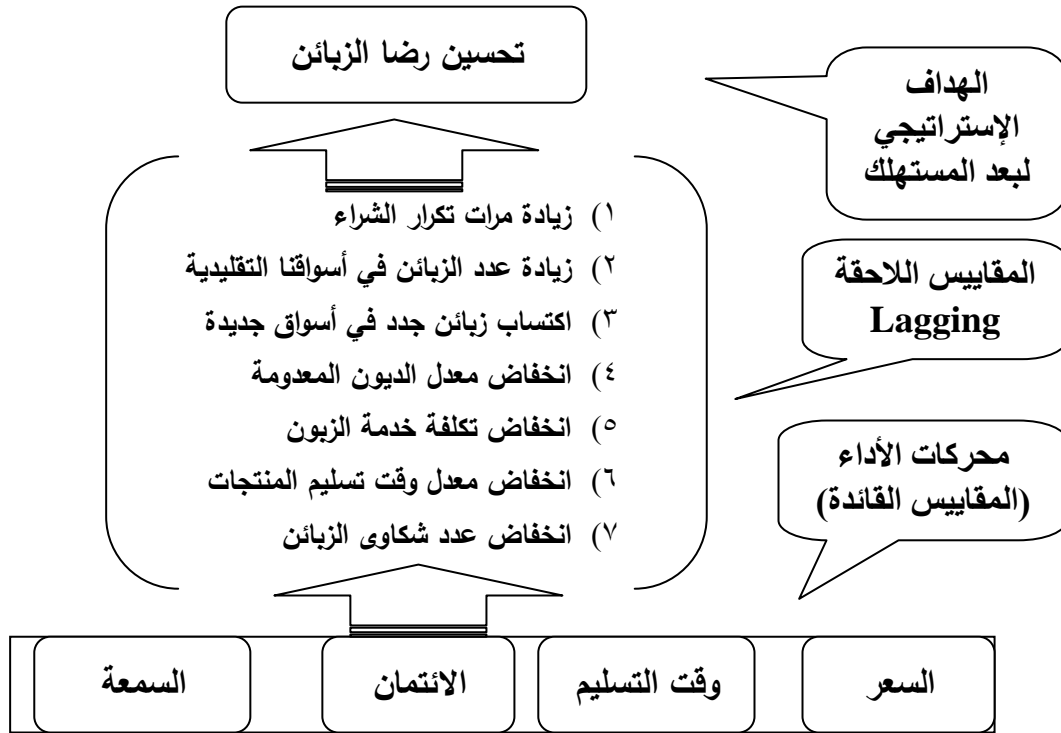 تحسين رضا الزبائن
الهداف
الإستراتيجي
لبعد المستهلك
١) زيادة مرات تكرار الشراء
٢) زيادة عدد الزبائن في أسواقنا التقليدية
٣) اكتساب زبائن جدد في أسواق جديدة
٤) انخفاض معدل الديون المعدومة
٥) انخفاض تكلفة خدمة الزبون
٦) انخفاض معدل وقت تسليم المنتجات
٧) انخفاض عدد شكاوى الزبائن
المقاييس اللاحقة
Lagging
محركات الأداء
(المقاييس القائدة)
السعر
وقت التسليم
الائتمان
السمعة